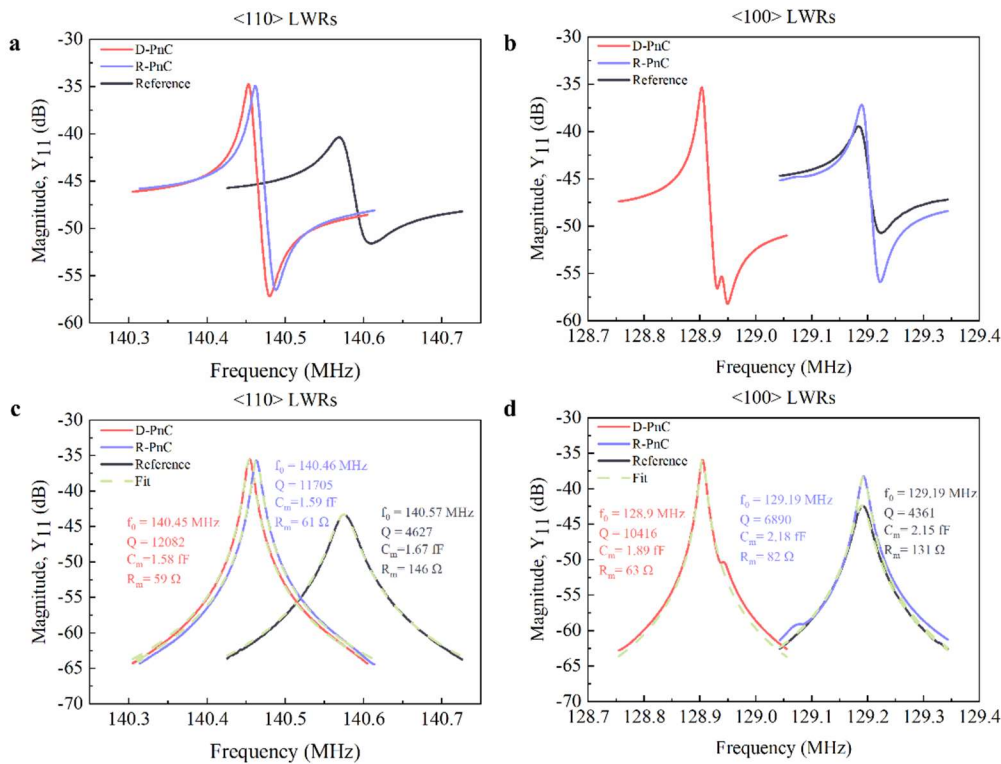 <110> LWRs
a
-30
-35
-40
-45
-50
-55
-60
Magnitude, Y11 (dB)
D-PnC
R-PnC
Reference
140.3
140.4
140.5
140.6
140.7
Frequency (MHz)
<100> LWRs
b
-30
-35
-40
-45
-50
-55
-60
Magnitude, Y11 (dB)
D-PnC
R-PnC
Reference
128.7
128.8
128.9
129.0
129.1
129.2
129.3
129.4
Frequency (MHz)
<110> LWRs
c
-30
-35
-40
-45
-50
-55
-60
-65
-70
Magnitude, Y11 (dB)
D-PnC
R-PnC
Reference
Fit
f0 = 140.45 MHz
Q = 12082
Cm=1.58 fF
Rm= 59 Ω
f0 = 140.46 MHz
Q = 11705
Cm=1.59 fF
Rm= 61 Ω
f0 = 140.57 MHz
Q = 4627
Cm=1.67 fF
Rm= 146 Ω
140.3
140.4
140.5
140.6
140.7
Frequency (MHz)
<100> LWRs
d
-30
-35
-40
-45
-50
-55
-60
-65
-70
Magnitude, Y11 (dB)
D-PnC
R-PnC
Reference
Fit
f0 = 128.9 MHz
Q = 10416
Cm=1.89 fF
Rm= 63 Ω
f0 = 129.19 MHz
Q = 6890
Cm= 2.18 fF
Rm= 82 Ω
f0 = 129.19 MHz
Q = 4361
Cm= 2.15 fF
Rm= 131 Ω
128.7
128.8
128.9
129.0
129.1
129.2
129.3
129.4
Frequency (MHz)